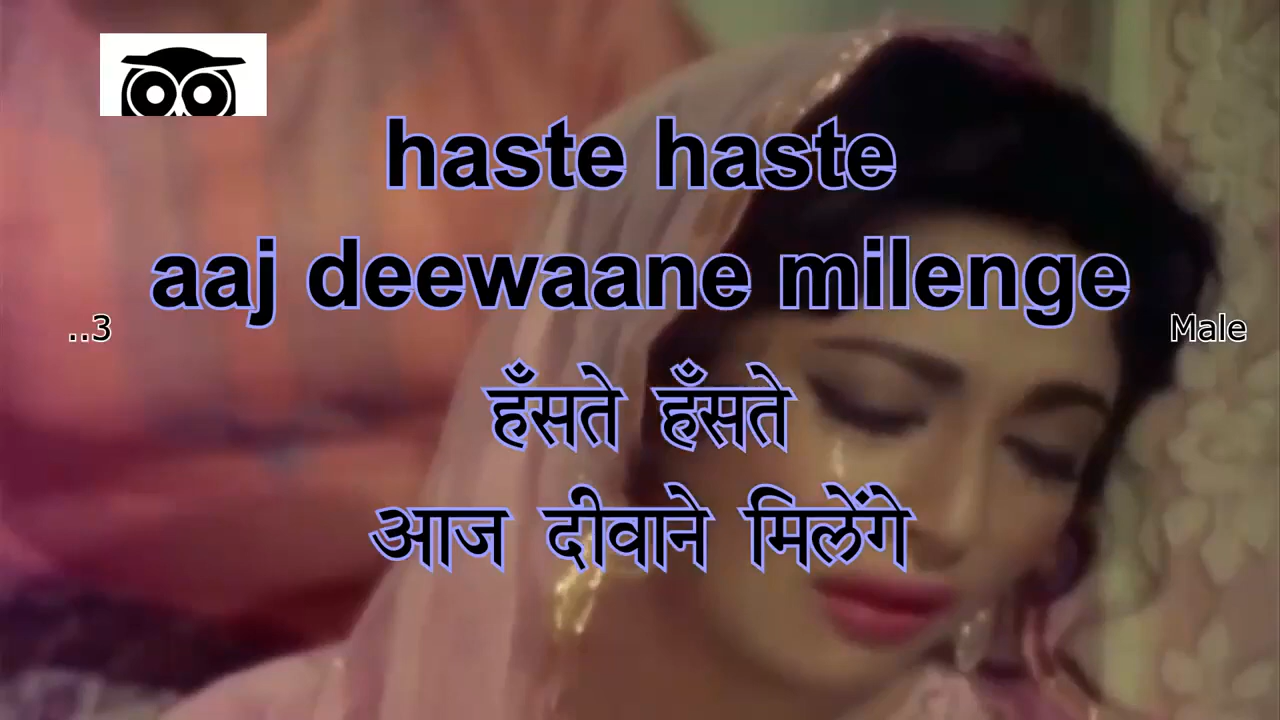 haste haste
aaj deewaane milenge
..3
Male
हँसते हँसते
आज दीवाने मिलेंगे